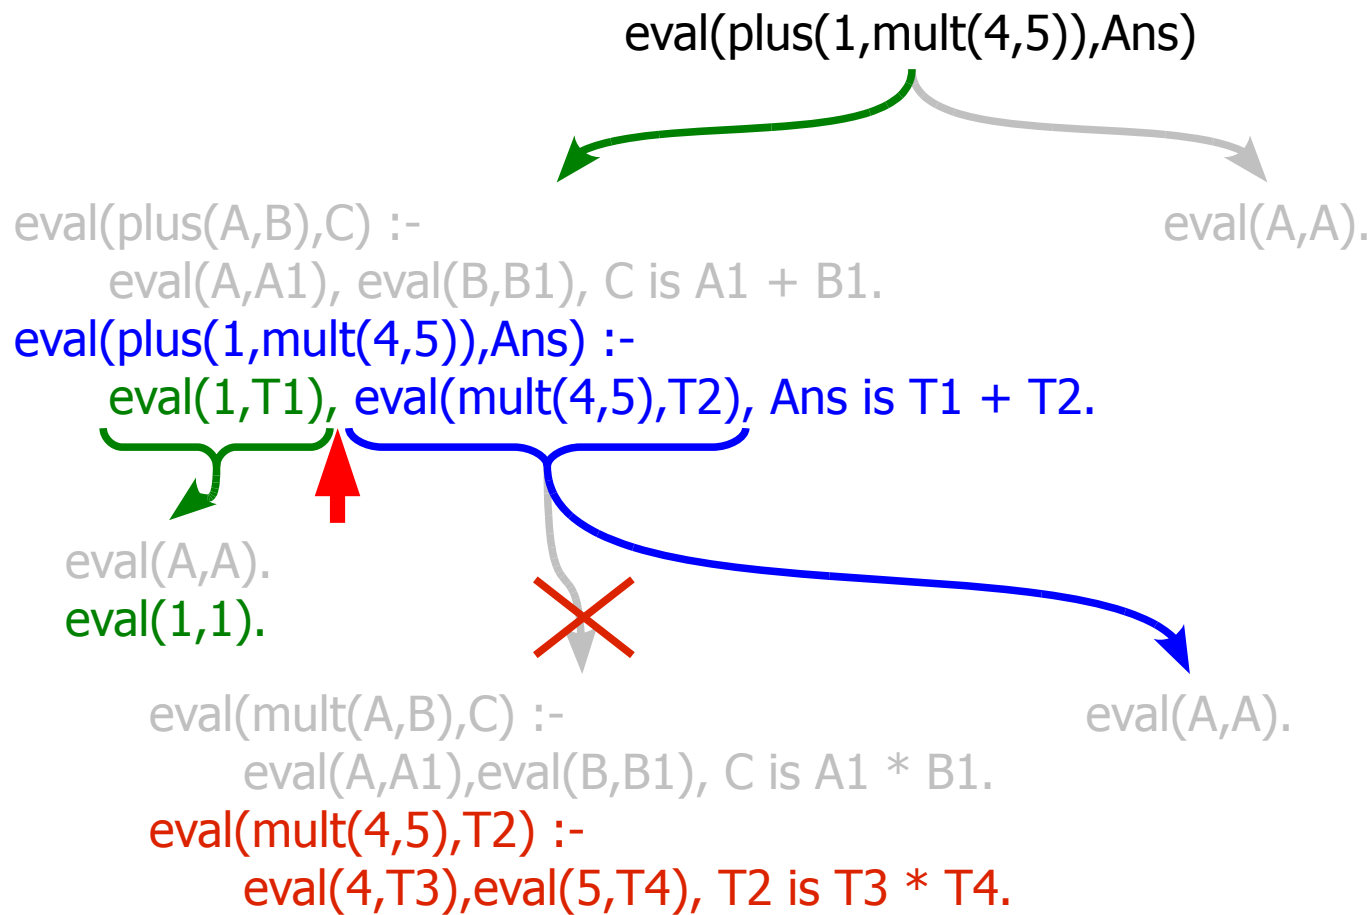 eval(plus(1,mult(4,5)),Ans)
eval(plus(A,B),C) :-
eval(A,A).
eval(A,A1), eval(B,B1), C is A1 + B1.
eval(plus(1,mult(4,5)),Ans) :-
eval(1,T1), eval(mult(4,5),T2), Ans is T1 + T2.
eval(A,A).
eval(1,1).
eval(mult(A,B),C) :-
eval(A,A).
eval(A,A1),eval(B,B1), C is A1 * B1.
eval(mult(4,5),T2) :-
eval(4,T3),eval(5,T4), T2 is T3 * T4.